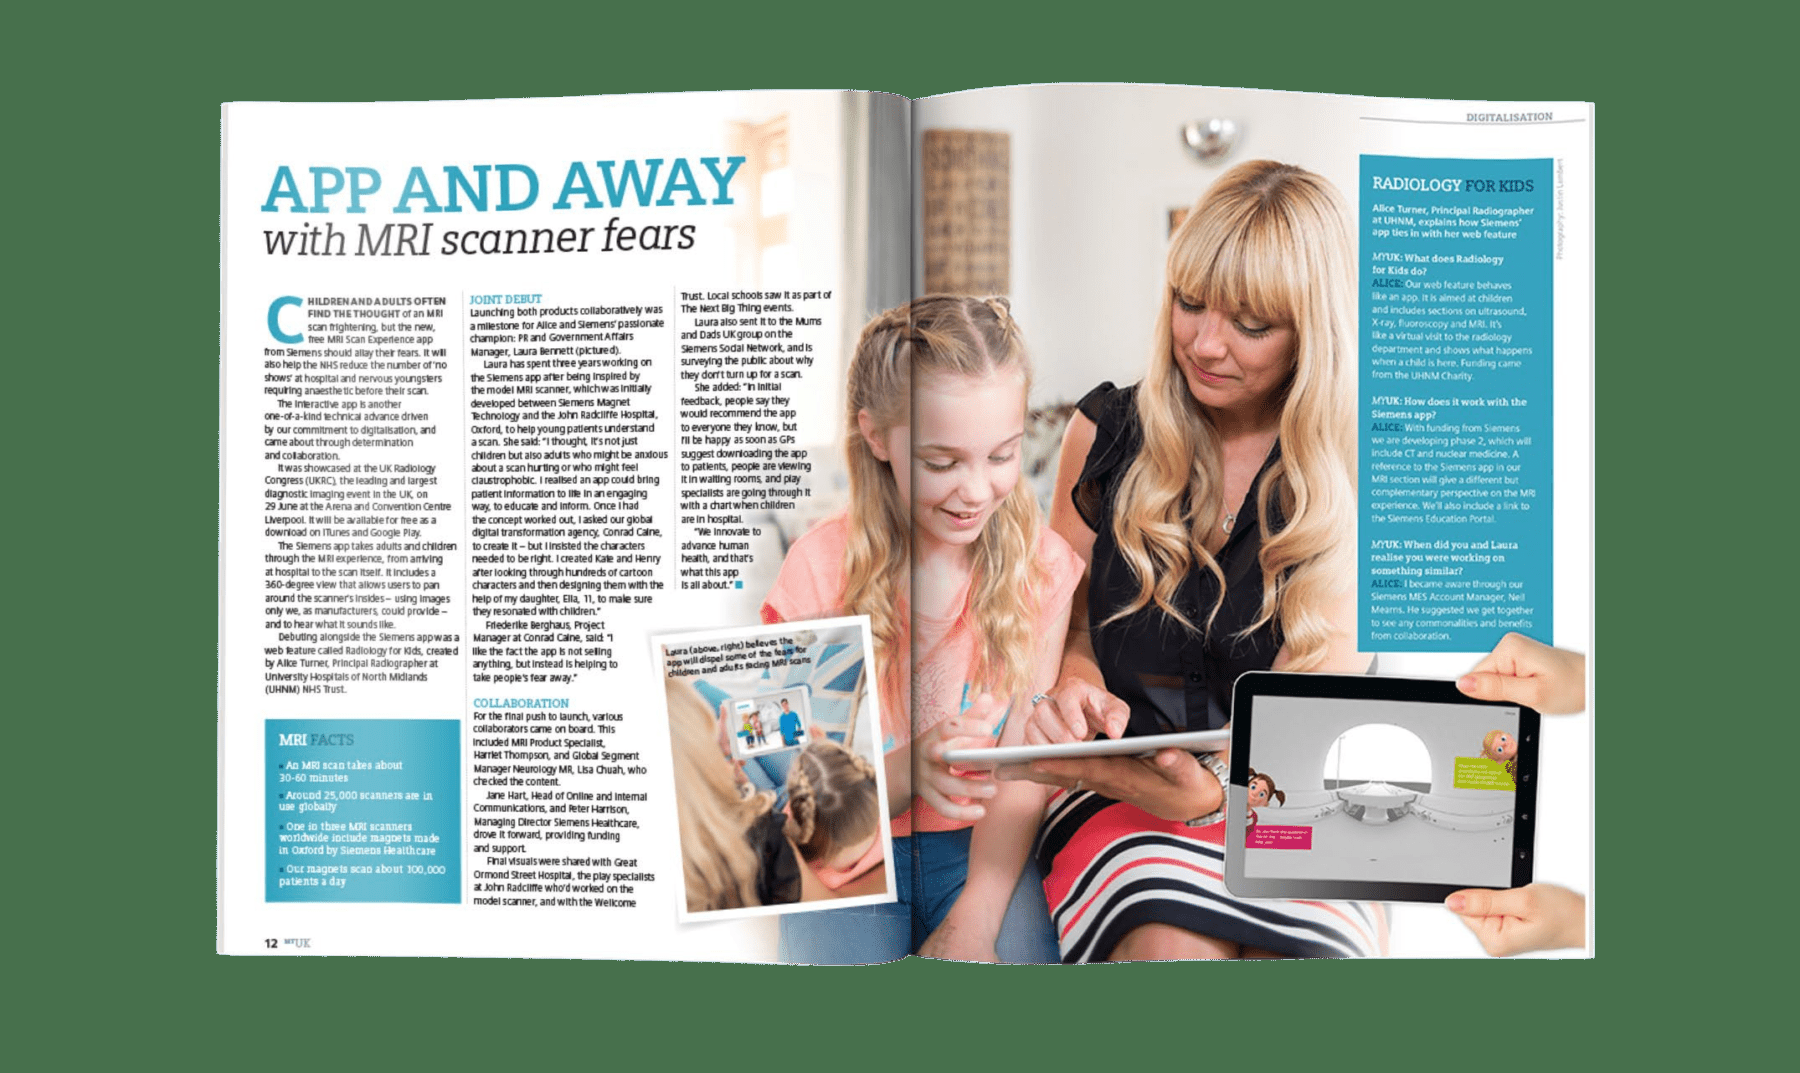 APP AND AWAY
with MRI scanner fears
CHILDREN AND ADULTS OFTEN
FIND THE THOUGHT of an MRI
scan frightening, but the new,
free MRI Scan Experience app
from Siemens should allay their fears. It will
also help the NHS reduce the number of 'no
shows' at hospital and nervous youngsters
requiring anaesthetic before their scan.
The interactive app is another
one-of-a-kind technical advance driven
by our commitment to digitalisation, and
came about through determination
and collaboration.
It was showcased at the UK Radiology
Congress (UKRC), the leading and largest
diagnostic imaging event in the UK, on
29 June at the Arena and Convention Centre
Liverpool. It will be available for free as a
download on iTunes and Google Play.
The Siemens app takes adults and children
through the MRI experience, from arriving
at hospital to the scan itself. It includes a
360-degree view that allows users to pan
around the scanner's insides – using images
only we, as manufacturers, could provide –
and to hear what it sounds like.
Debuting alongside the Siemens app was a
web feature called Radiology for Kids, created
by Alice Turner, Principal Radiographer at
University Hospitals of North Midlands
(UHNM) NHS Trust.
MRI FACTS
An MRI scan takes about
30-60 minutes
Around 25,000 scanners are in
use globally
One in three MRI scanners
worldwide include magnets made
in Oxford by Siemens Healthcare
Our magnets scan about 100,000
patients a day
12 MYUK
JOINT DEBUT
Launching both products collaboratively was
a milestone for Alice and Siemens' passionate
champion: PR and Government Affairs
Manager, Laura Bennett (pictured).
Laura has spent three years working on
the Siemens app after being inspired by
the model MRI scanner, which was initially
developed between Siemens Magnet
Technology and the John Radcliffe Hospital,
Oxford, to help young patients understand
a scan. She said: "I thought, it's not just
children but also adults who might be anxious
about a scan hurting or who might feel
claustrophobic. I realised an app could bring
patient information to life in an engaging
way, to educate and inform. Once I had
the concept worked out, I asked our global
digital transformation agency, Conrad Caine,
to create it – but I insisted the characters
needed to be right. I created Kate and Henry
after looking through hundreds of cartoon
characters and then designing them with the
help of my daughter, Ella, 11, to make sure
they resonated with children."
Friederike Berghaus, Project
Manager at Conrad Caine, said: "I
like the fact the app is not selling
anything, but instead is helping to
take people's fear away."
COLLABORATION
For the final push to launch, various
collaborators came on board. This
included MRI Product Specialist,
Harriet Thompson, and Global Segment
Manager Neurology MR, Lisa Chuah, who
checked the content.
Jane Hart, Head of Online and Internal
Communications, and Peter Harrison,
Managing Director Siemens Healthcare,
drove it forward, providing funding
and support.
Final visuals were shared with Great
Ormond Street Hospital, the play specialists
at John Radcliffe who'd worked on the
model scanner, and with the Wellcome
Trust. Local schools saw it as part of
The Next Big Thing events.
Laura also sent it to the Mums
and Dads UK group on the
Siemens Social Network, and is
surveying the public about why
they don't turn up for a scan.
She added: "In initial
feedback, people say they
would recommend the app
to everyone they know, but
I'll be happy as soon as GPs
suggest downloading the app
to patients, people are viewing
it in waiting rooms, and play
specialists are going through it
with a chart when children
are in hospital.
"We innovate to
advance human
health, and that's
what this app
is all about."
Laura (above, right) believes the
app will dispel some of the fears for
children and adults facing MRI scans
DIGITALISATION
Photography: Justin Lambert
RADIOLOGY FOR KIDS
Alice Turner, Principal Radiographer
at UHNM, explains how Siemens'
app ties in with her web feature
MYUK: What does Radiology
for Kids do?
ALICE: Our web feature behaves
like an app. It is aimed at children
and includes sections on ultrasound,
X-ray, fluoroscopy and MRI. It's
like a virtual visit to the radiology
department and shows what happens
when a child is here. Funding came
from the UHNM Charity.
MYUK: How does it work with the
Siemens app?
ALICE: With funding from Siemens
we are developing phase 2, which will
include CT and nuclear medicine. A
reference to the Siemens app in our
MRI section will give a different but
complementary perspective on the MRI
experience. We'll also include a link to
the Siemens Education Portal.
MYUK: When did you and Laura
realise you were working on
something similar?
ALICE: I became aware through our
Siemens MES Account Manager, Neil
Mearns. He suggested we get together
to see any commonalities and benefits
from collaboration.